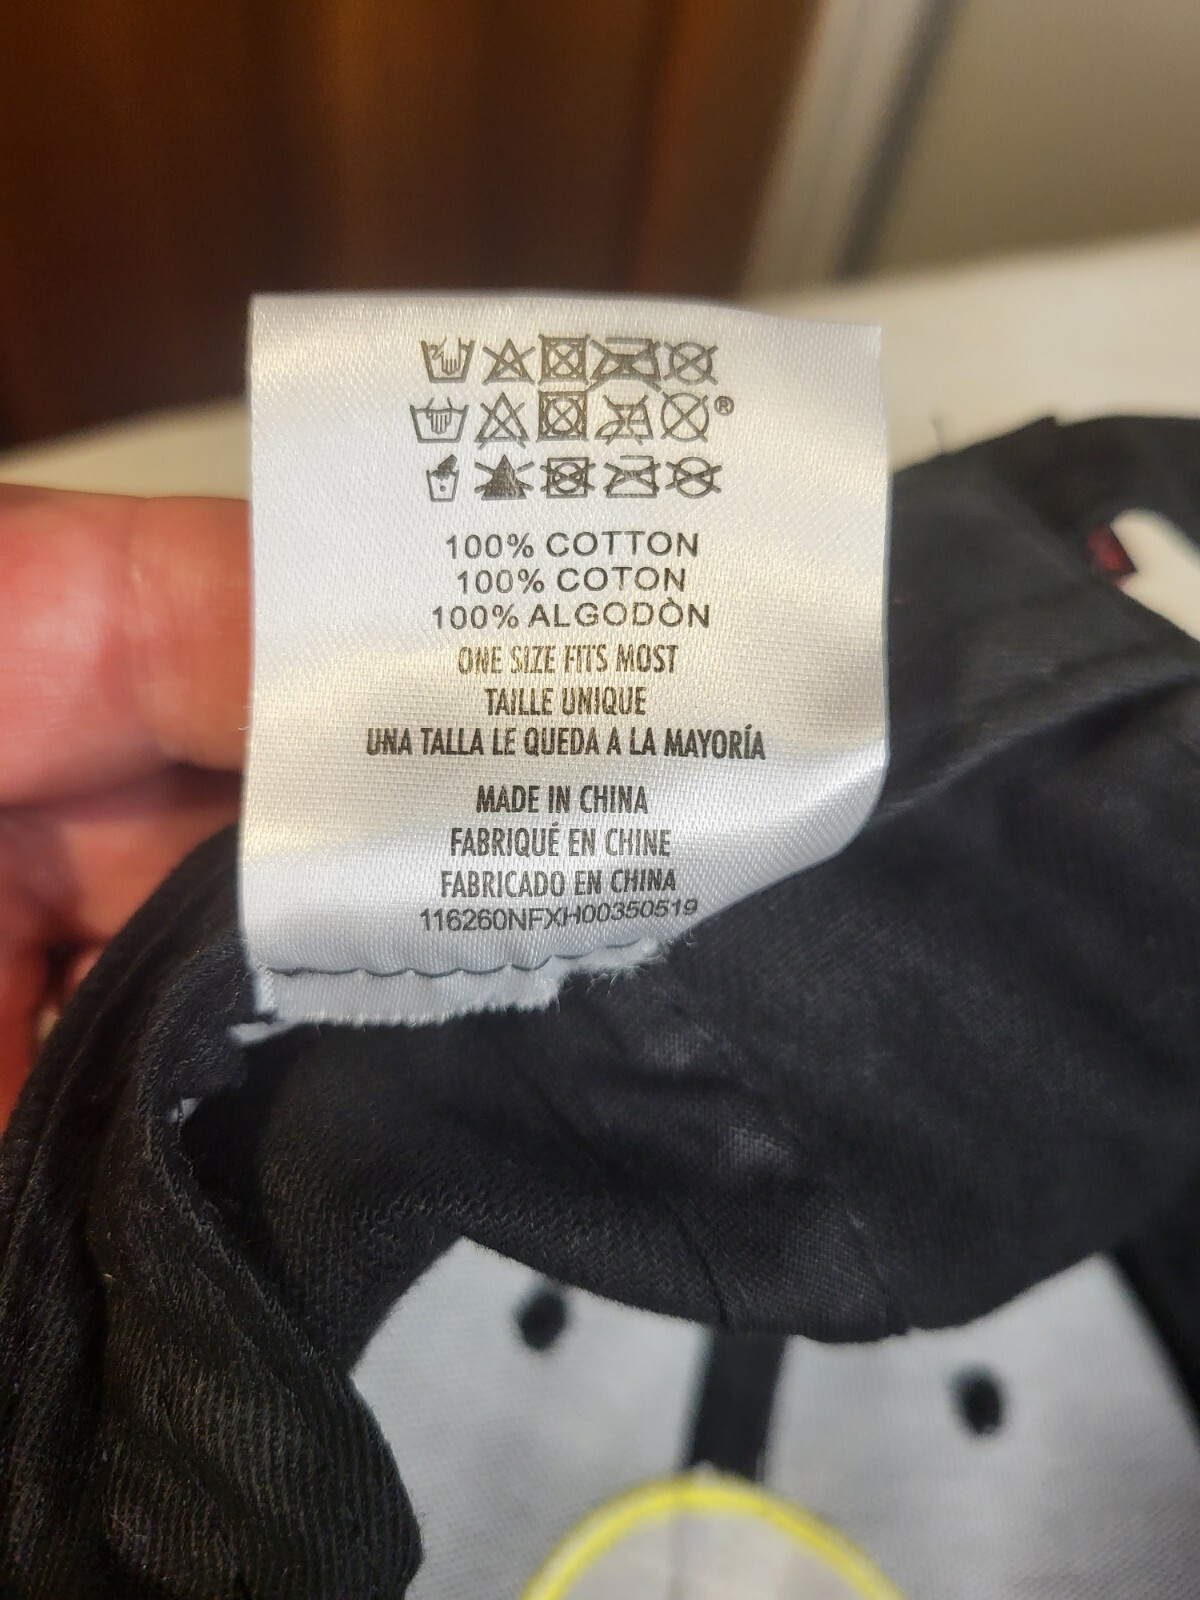 ®
100% COTTON
100% COTON
100% ALGODÒN
ONE SIZE FITS MOST
TAILLE UNIQUE
UNA TALLA LE QUEDA A LA MAYORÍA
MADE IN CHINA
FABRIQUÉ EN CHINE
FABRICADO EN CHINA
116260NFXH00350519